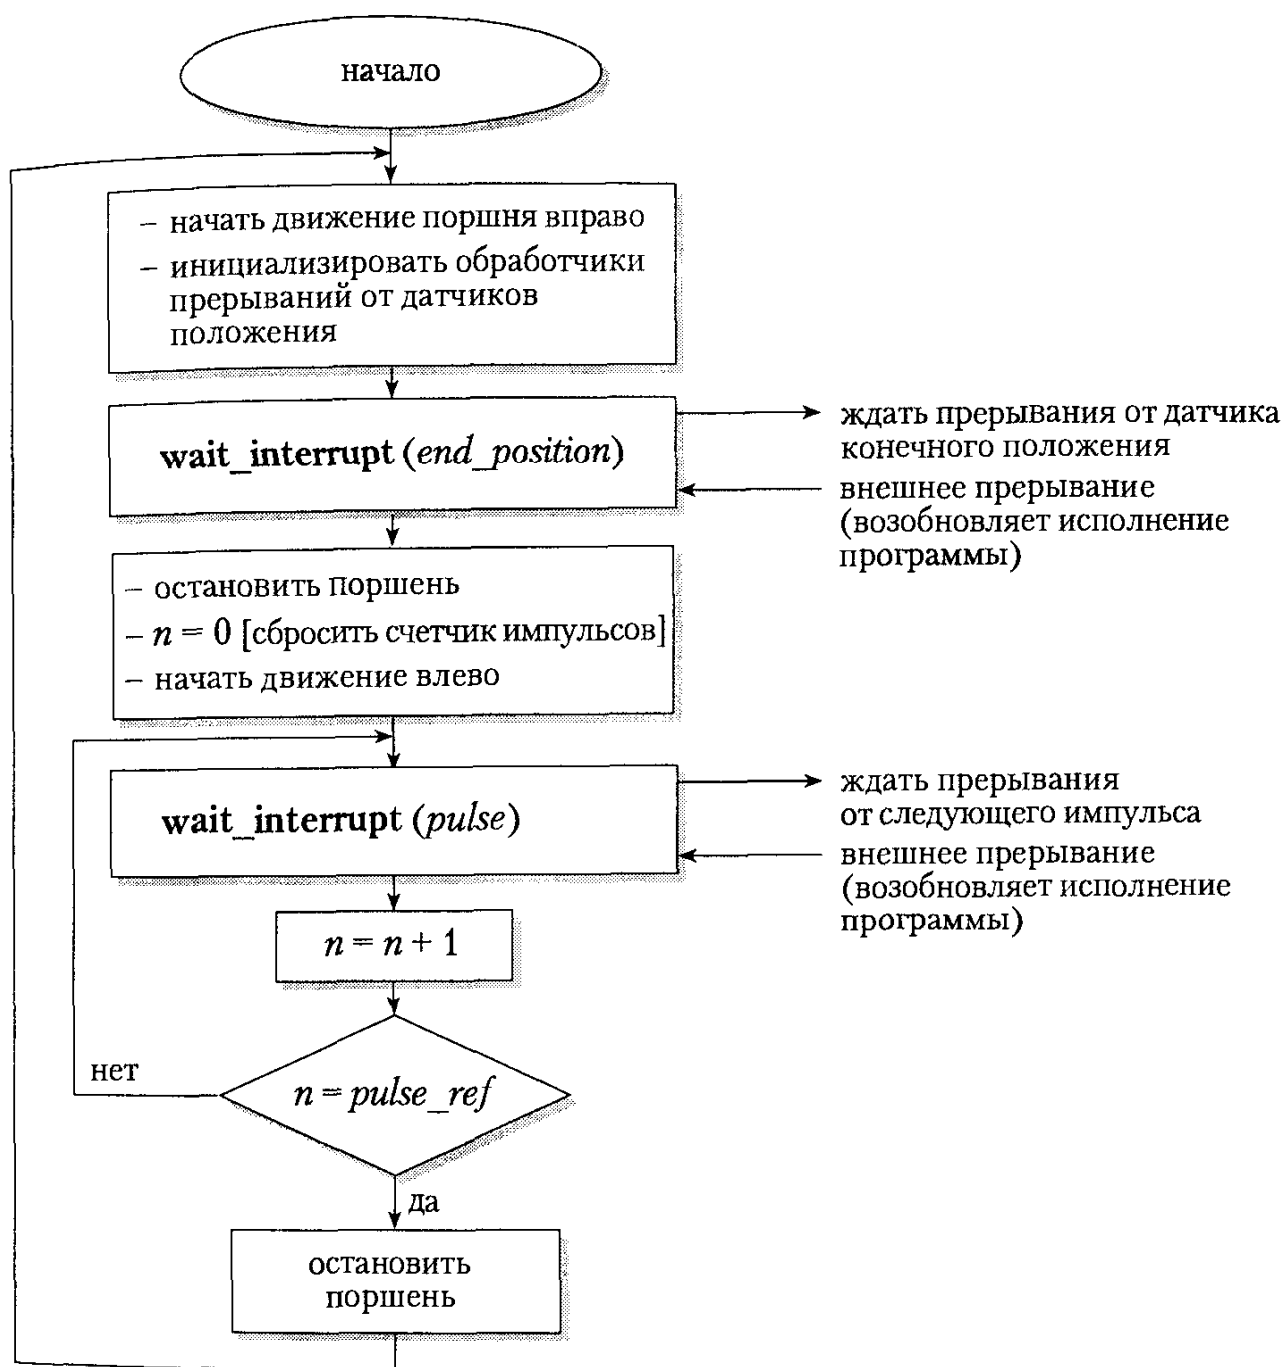 начало
– начать движение поршня вправо
– инициализировать обработчики
прерываний от датчиков
положения
wait_interrupt (end_position)
ждать прерывания от датчика
конечного положения
внешнее прерывание
(возобновляет исполнение
программы)
– остановить поршень
– n = 0 [сбросить счетчик импульсов]
– начать движение влево
wait_interrupt (pulse)
ждать прерывания
от следующего импульса
внешнее прерывание
(возобновляет исполнение
программы)
n = n + 1
нет
n = pulse_ref
да
остановить
поршень